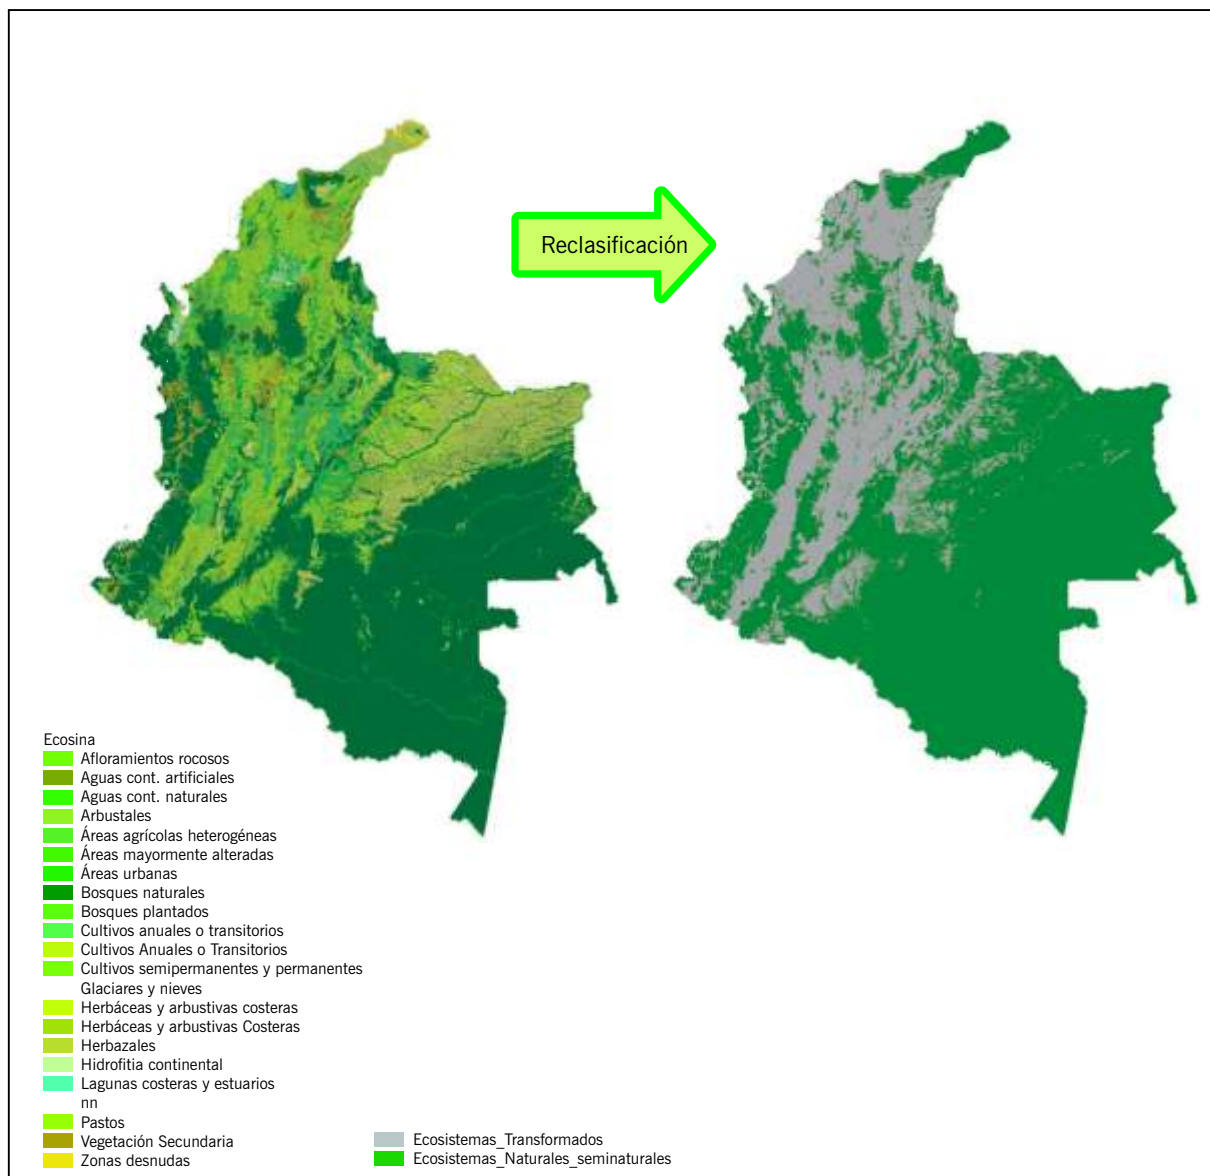 Reclasificación
Ecosina
Afloramientos rocosos
Aguas cont. artificiales
Aguas cont. naturales
Arbustales
Áreas agrícolas heterogéneas
Áreas mayormente alteradas
Áreas urbanas
Bosques naturales
Bosques plantados
Cultivos anuales o transitorios
Cultivos Anuales o Transitorios
Cultivos semipermanentes y permanentes
Glaciares y nieves
Herbáceas y arbustivas costeras
Herbáceas y arbustivas Costeras
Herbazales
Hidrofitia continental
Lagunas costeras y estuarios
nn
Pastos
Vegetación Secundaria
Zonas desnudas
Ecosistemas_Transformados
Ecosistemas_Naturales_seminaturales